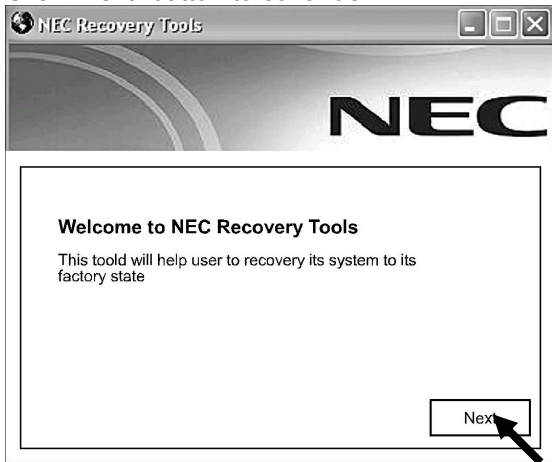 NEC Recovery Tools
NEC
Welcome to NEC Recovery Tools
This toold will help user to recovery its system to its
factory state
Next